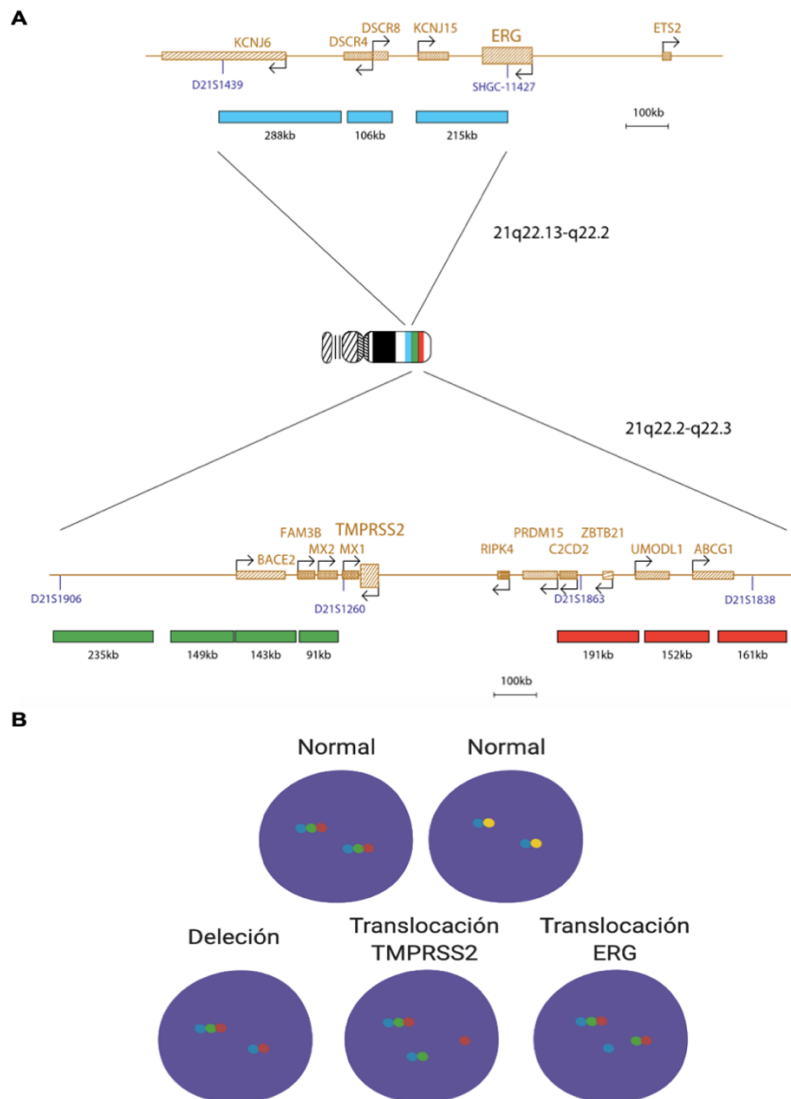 A
DSCR8
KCNJ6 DSCR4 KCNJ15 ERG ETS2
D21S1439 SHGC-11427
288kb 106kb 215kb 100kb
21q22.13-q22.2
21q22.2-q22.3
FAM3B TMPRSS2 PRDM15 ZBTB21
BACE2 MX2 MX1 RIPK4 C2CD2 UMODL1 ABCG1
D21S1906 D21S1260 D21S1863 D21S1838
235kb 149kb 143kb 91kb 191kb 152kb 161kb
100kb
B
Normal Normal
Deleción Translocación TMPRSS2 Translocación ERG